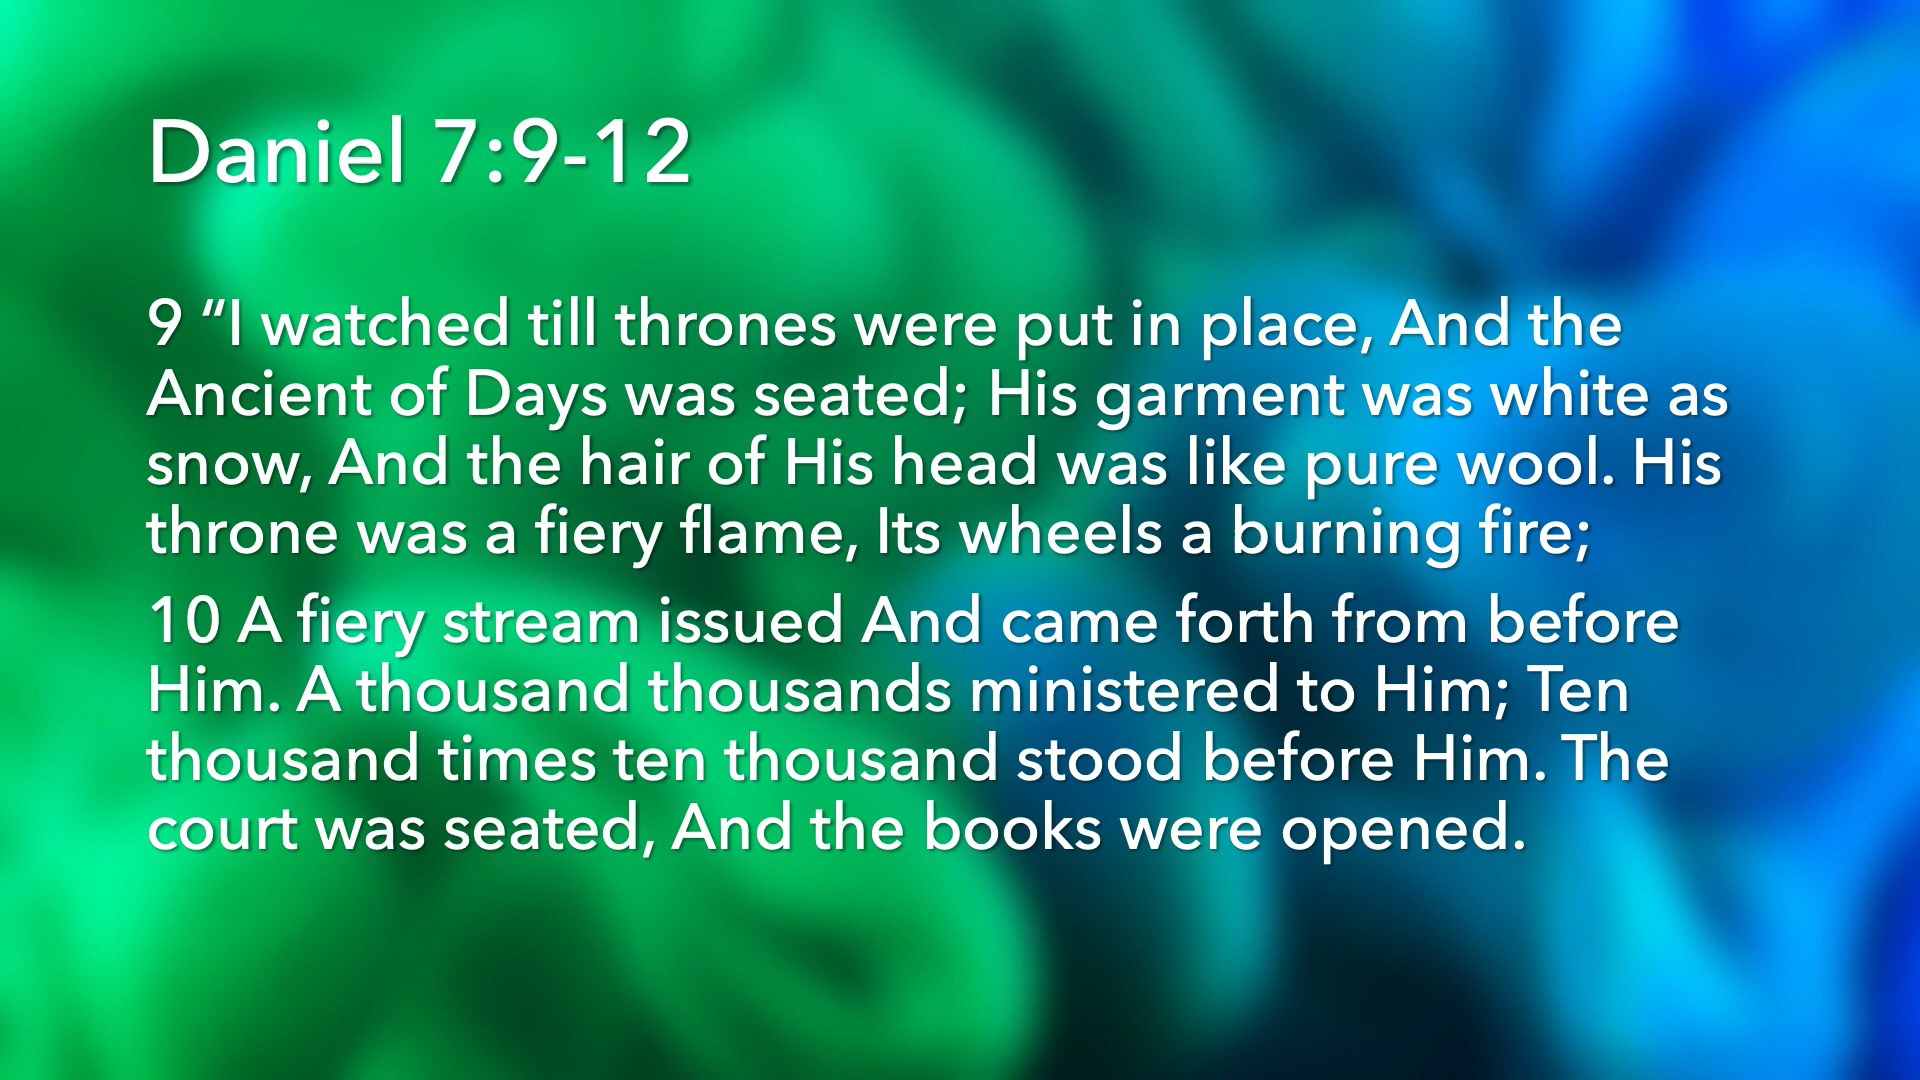 Daniel 7:9-12
9 “I watched till thrones were put in place, And the
Ancient of Days was seated; His garment was white as
snow, And the hair of His head was like pure wool. His
throne was a fiery flame, Its wheels a burning fire;
10 A fiery stream issued And came forth from before
Him. A thousand thousands ministered to Him; Ten
thousand times ten thousand stood before Him. The
court was seated, And the books were opened.